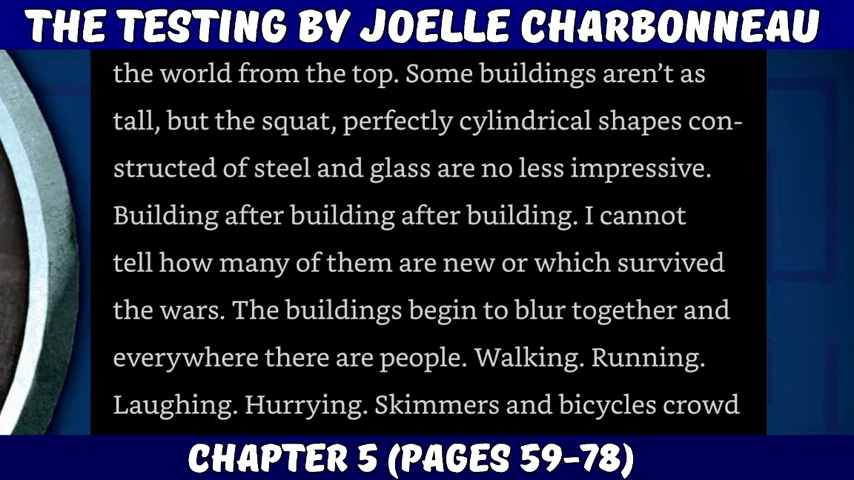 THE TESTING BY JOELLE CHARBONNEAU
the world from the top. Some buildings aren’t as
tall, but the squat, perfectly cylindrical shapes con-
structed of steel and glass are no less impressive.
Building after building after building. I cannot
tell how many of them are new or which survived
the wars. The buildings begin to blur together and
everywhere there are people. Walking. Running.
Laughing. Hurrying. Skimmers and bicycles crowd
CHAPTER 5 (PAGES 59-78)